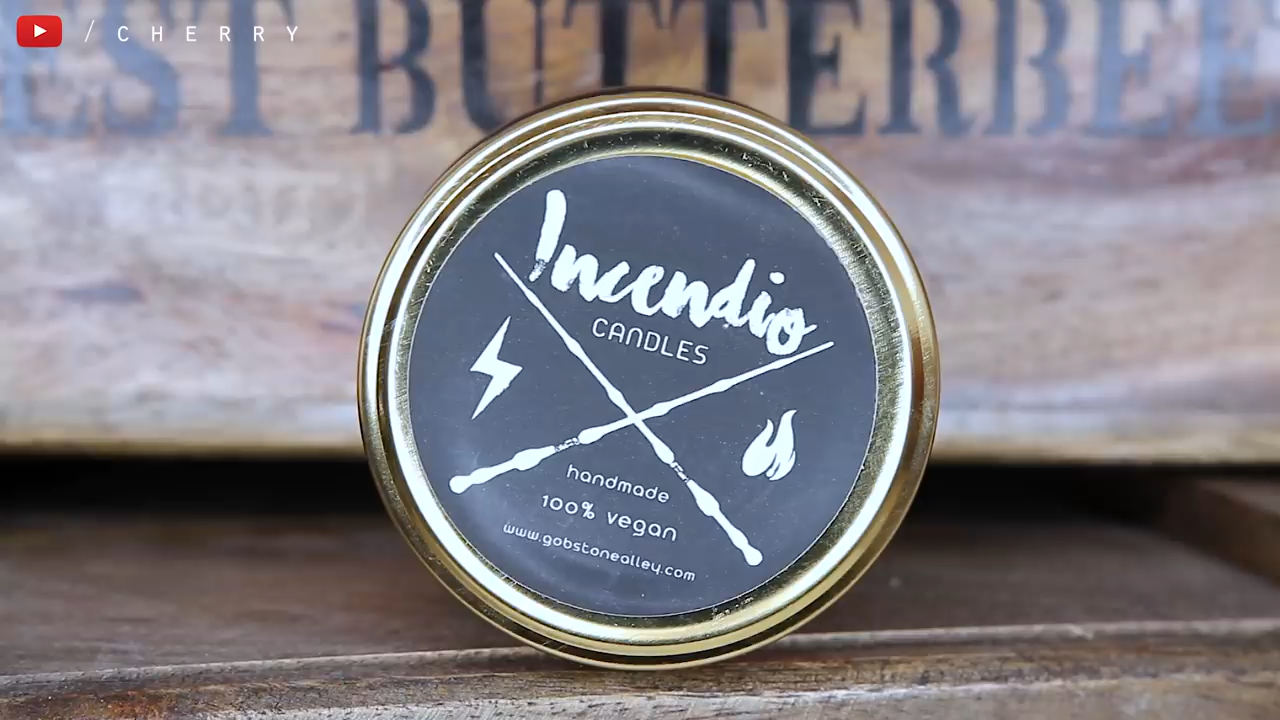 / CHERRY
EST BUTTERBEE
Incendio
CANDLES
handmade
100% vegan
www.gobstonealley.com